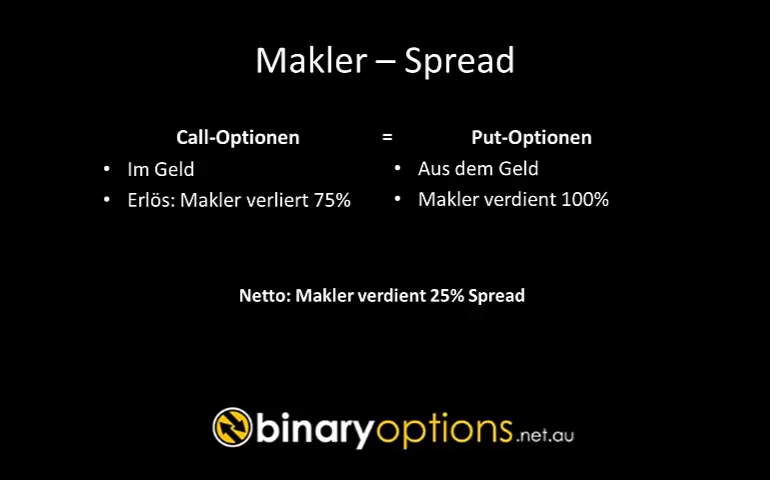 Makler – Spread
Call-Optionen = Put-Optionen
• Im Geld
• Erlös: Makler verliert 75%
• Aus dem Geld
• Makler verdient 100%
Netto: Makler verdient 25% Spread
binaryoptions.net.au